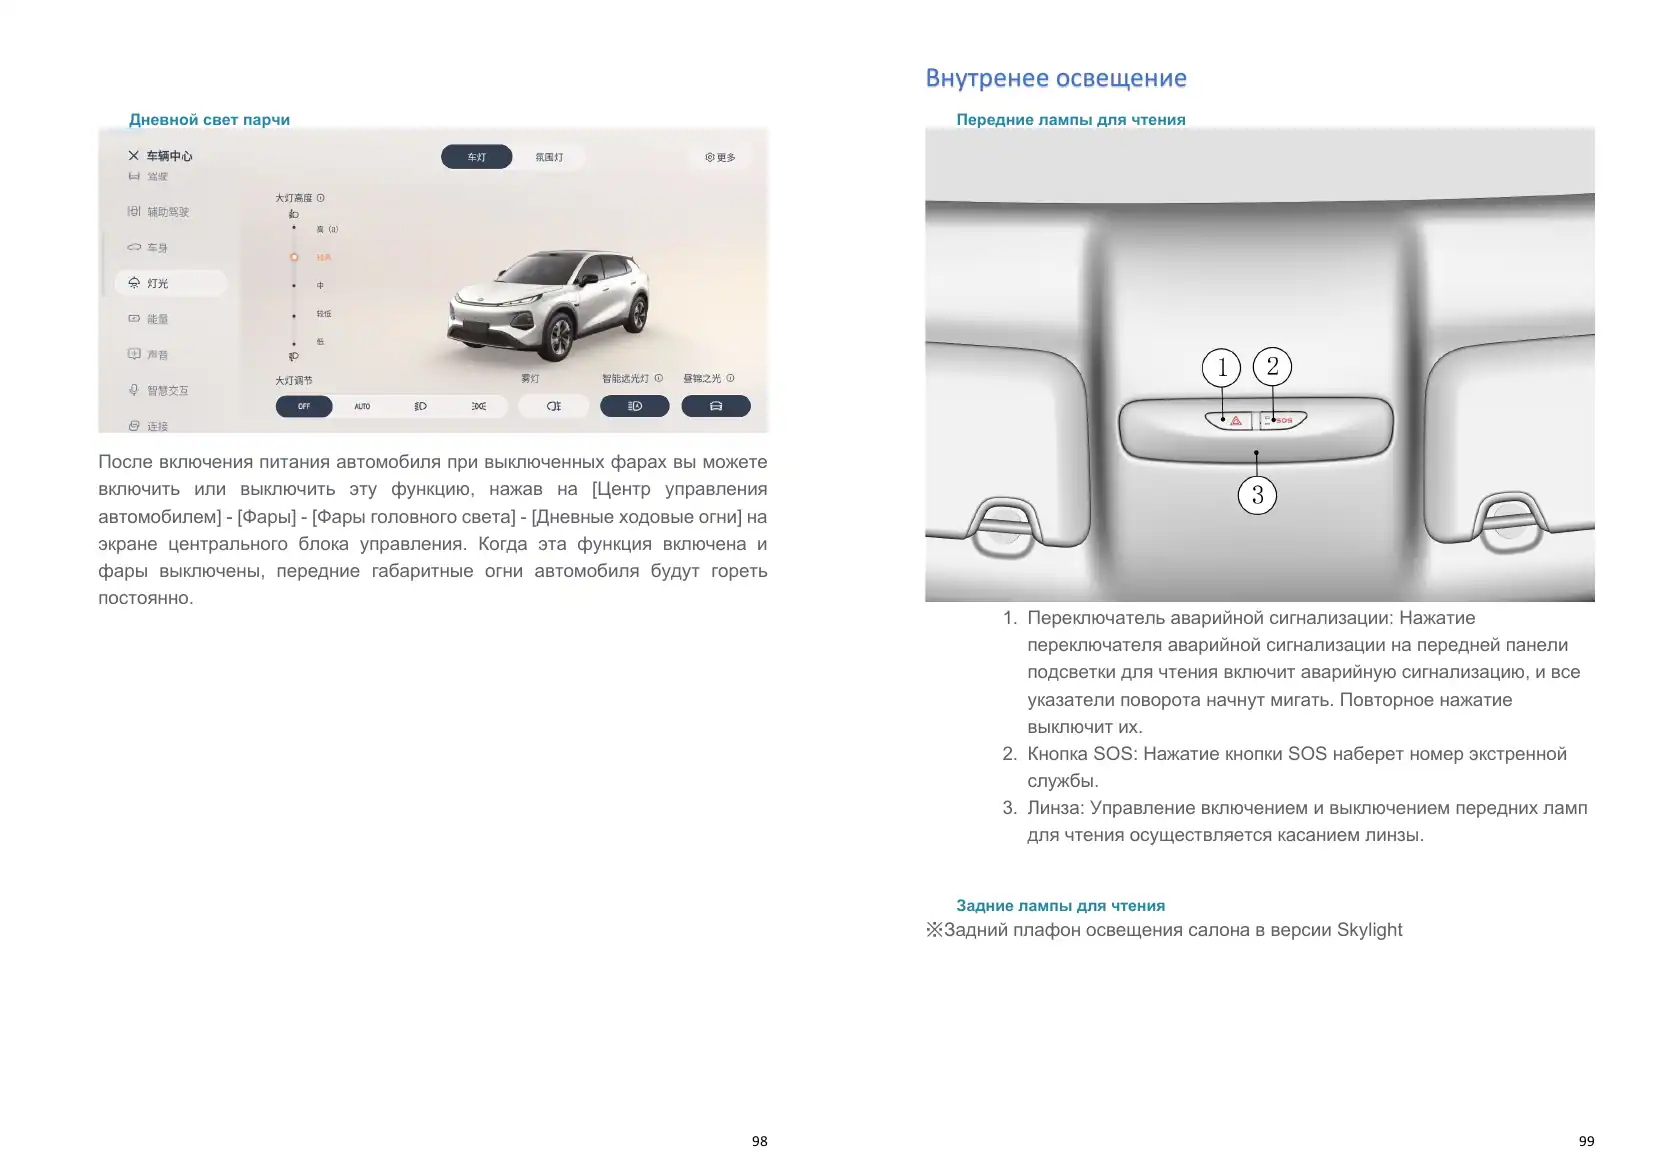 Дневной свет парчи
车辆中心
车灯
氛围灯
更多
驾驶
辅助驾驶
车身
灯光
能量
声音
智慧交互
连接
大灯高度
高 (a)
较高
中
较低
低
大灯调节
雾灯
智能远光灯
昼锦之光
OFF
AUTO
После включения питания автомобиля при выключенных фарах вы можете
включить или выключить эту функцию, нажав на [Центр управления
автомобилем] - [Фары] - [Фары головного света] - [Дневные ходовые огни] на
экране центрального блока управления. Когда эта функция включена и
фары выключены, передние габаритные огни автомобиля будут гореть
постоянно.
98
Внутренее освещение
Передние лампы для чтения
1
2
SOS
3
1. Переключатель аварийной сигнализации: Нажатие
переключателя аварийной сигнализации на передней панели
подсветки для чтения включит аварийную сигнализацию, и все
указатели поворота начнут мигать. Повторное нажатие
выключит их.
2. Кнопка SOS: Нажатие кнопки SOS наберет номер экстренной
службы.
3. Линза: Управление включением и выключением передних ламп
для чтения осуществляется касанием линзы.
Задние лампы для чтения
※Задний плафон освещения салона в версии Skylight
99